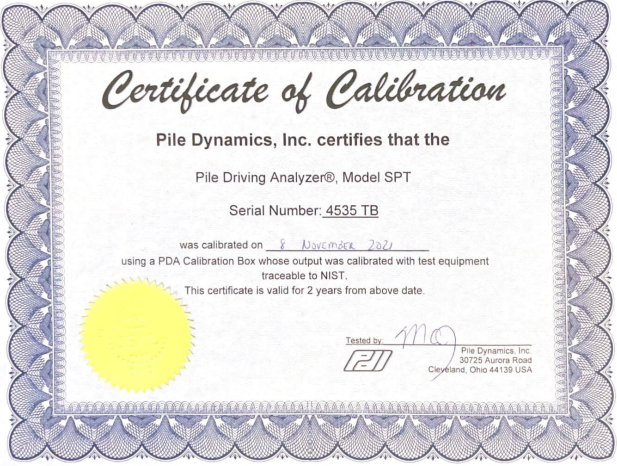 Certificate of Calibration
Pile Dynamics, Inc. certifies that the
Pile Driving Analyzer®, Model SPT
Serial Number: 4535 TB
was calibrated on 8 November 2021
using a PDA Calibration Box whose output was calibrated with test equipment
traceable to NIST.
This certificate is valid for 2 years from above date.
Tested by
PDI
Pile Dynamics, Inc.
30725 Aurora Road
Cleveland, Ohio 44139 USA